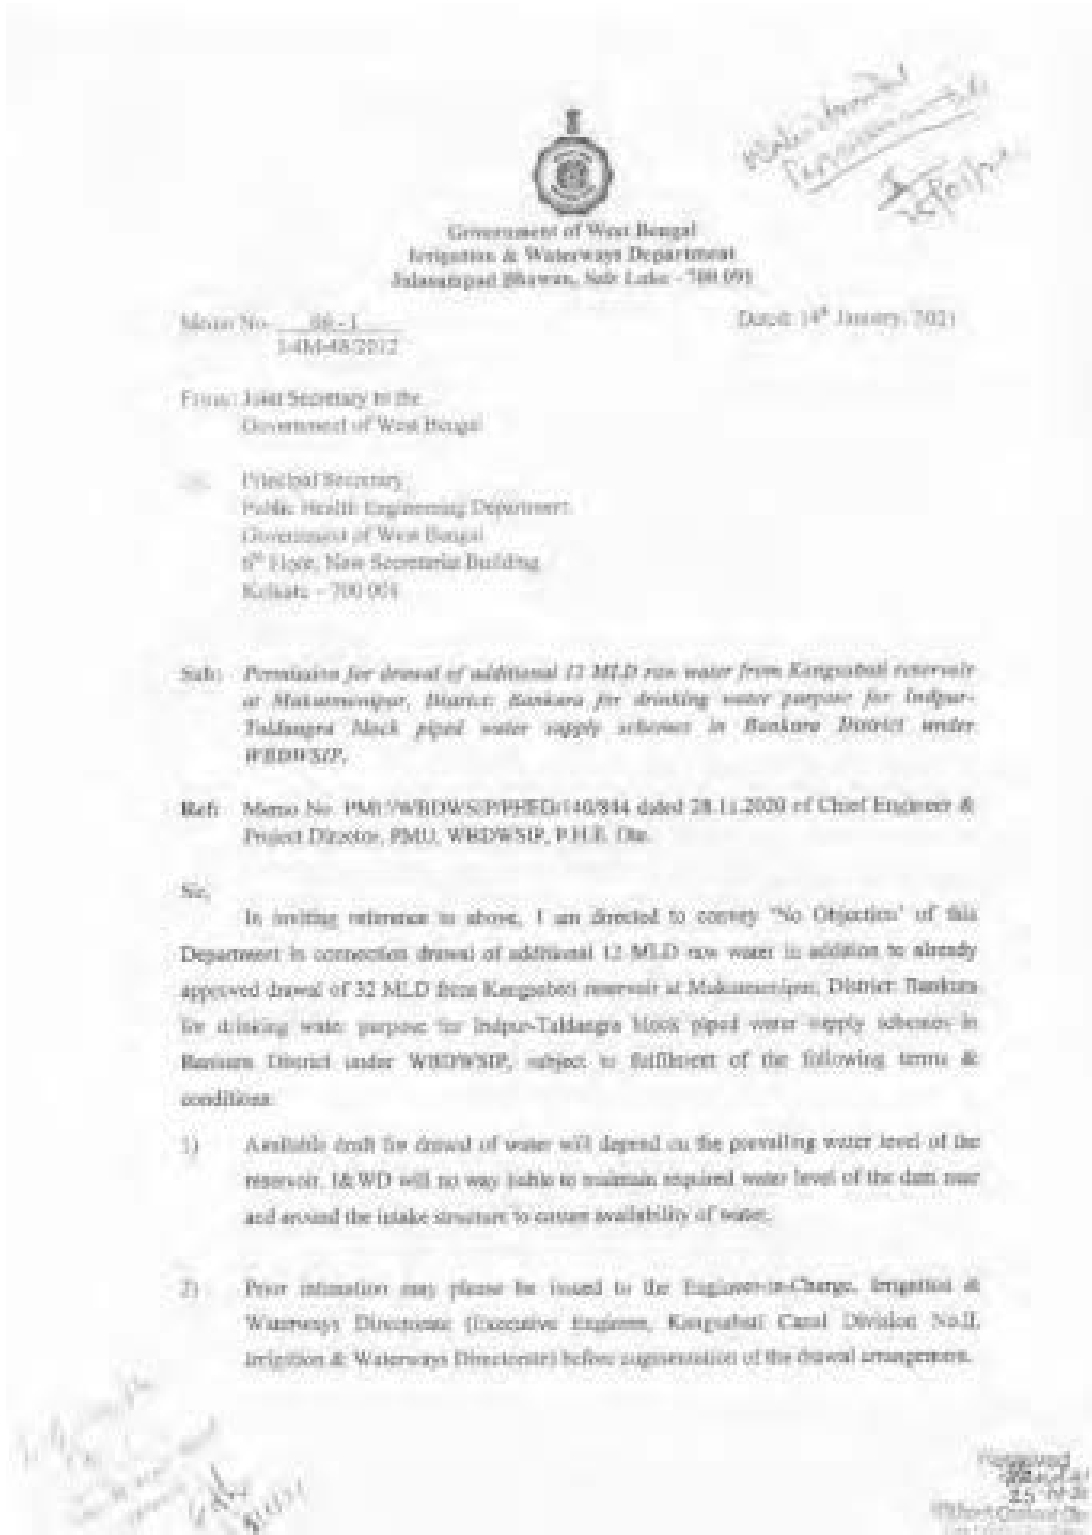 Government of West Bengal
Irrigation & Waterways Department
Jalasampad Bhawan, Salt Lake - 700 091
Memo No.
Dated: 14th January, 2021
I-4M-48/2012
From: Joint Secretary to the
Government of West Bengal
Principal Secretary
Public Health Engineering Department
Government of West Bengal
6th Floor, New Secretariat Building
Kolkata – 700 001
Sub: Permission for drawal of additional 12 MLD raw water from Kangsabati reservoir
at Mukutmonipur, District: Bankura for drinking water purpose for Indpur-
Taldangra block piped water supply schemes in Bankura District under
WBDWSIP.
Ref: Memo No. PMU/WBDWSIP/PHED/140/844 dated 28.11.2020 of Chief Engineer &
Project Director, PMU, WBDWSIP, P.H.E. Dte.
Sir,
In inviting reference to above, I am directed to convey 'No Objection' of this
Department in connection drawal of additional 12 MLD raw water in addition to already
approved drawal of 32 MLD from Kangsabati reservoir at Mukutmonipur, District: Bankura
for drinking water purpose for Indpur-Taldangra block piped water supply schemes in
Bankura District under WBDWSIP, subject to fulfilment of the following terms &
conditions
1) Available draft for drawal of water will depend on the prevailing water level of the
reservoir. I&WD will no way liable to maintain required water level of the dam near
and around the intake structure to ensure availability of water.
2) Prior intimation may please be issued to the Engineer-in-Charge, Irrigation &
Waterways Directorate (Executive Engineer, Kangsabati Canal Division No.II,
Irrigation & Waterways Directorate) before augmentation of the drawal arrangement.
Received